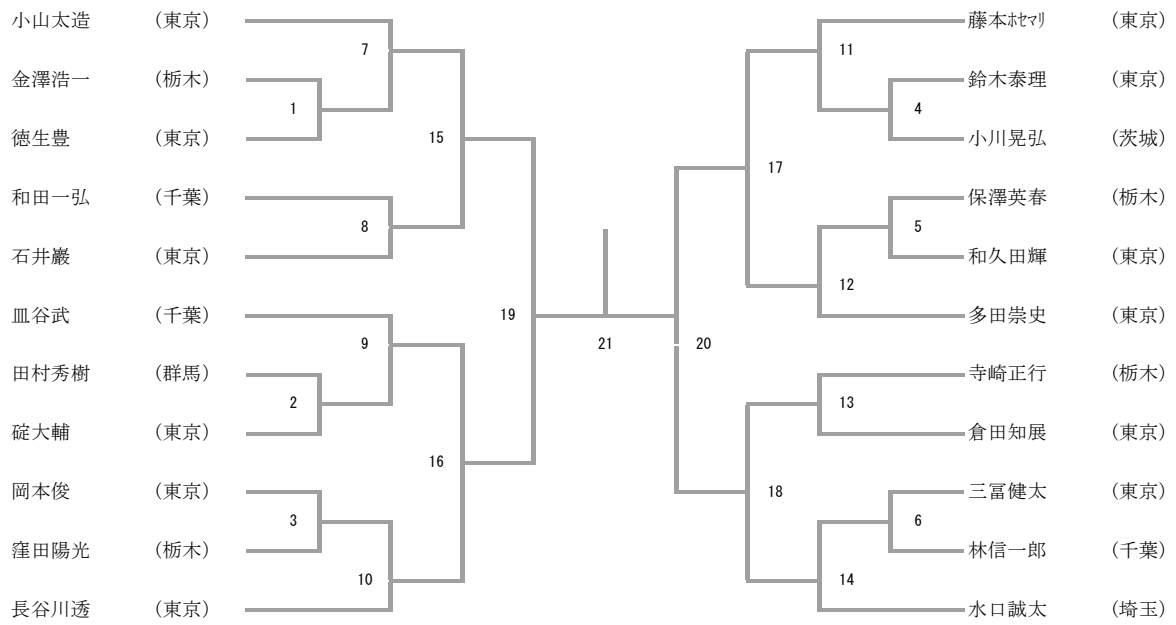 小山太造 (東京)
7
金澤浩一 (栃木)
1
徳生豊 (東京)
15
和田一弘 (千葉)
8
石井巖 (東京)
19
皿谷武 (千葉)
9
田村秀樹 (群馬)
2
碇大輔 (東京)
16
岡本俊 (東京)
3
窪田陽光 (栃木)
10
長谷川透 (東京)
21
藤本ﾎｾﾏﾘ (東京)
11
鈴木泰理 (東京)
4
小川晃弘 (茨城)
17
保澤英春 (栃木)
5
和久田輝 (東京)
12
多田崇史 (東京)
20
寺崎正行 (栃木)
13
倉田知展 (東京)
18
三冨健太 (東京)
6
林信一郎 (千葉)
14
水口誠太 (埼玉)